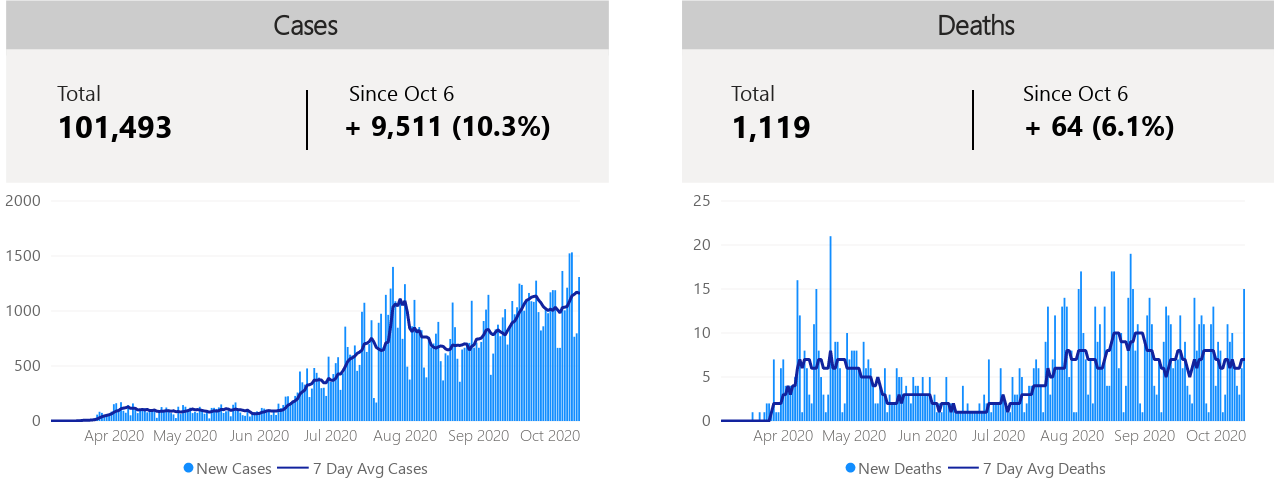 Cases
Total
101,493
Since Oct 6
+ 9,511 (10.3%)
2000
1500
1000
500
0
Apr 2020 May 2020 Jun 2020 Jul 2020 Aug 2020 Sep 2020 Oct 2020
New Cases 7 Day Avg Cases
Deaths
Total
1,119
Since Oct 6
+ 64 (6.1%)
25
20
15
10
5
0
Apr 2020 May 2020 Jun 2020 Jul 2020 Aug 2020 Sep 2020 Oct 2020
New Deaths 7 Day Avg Deaths